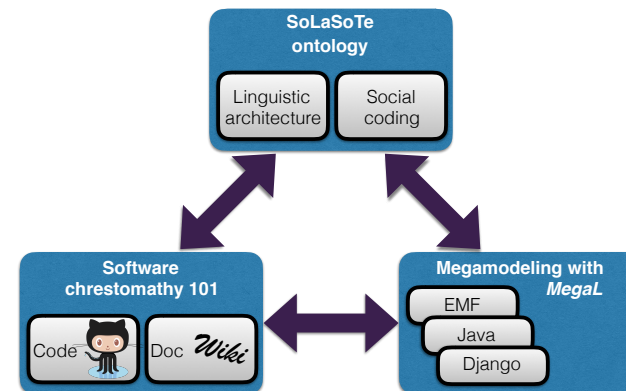 SoLaSoTe
ontology
Linguistic
architecture
Social
coding
Software
chrestomathy 101
Code
Doc
Wiki
Megamodeling with
MegaL
EMF
Java
Django